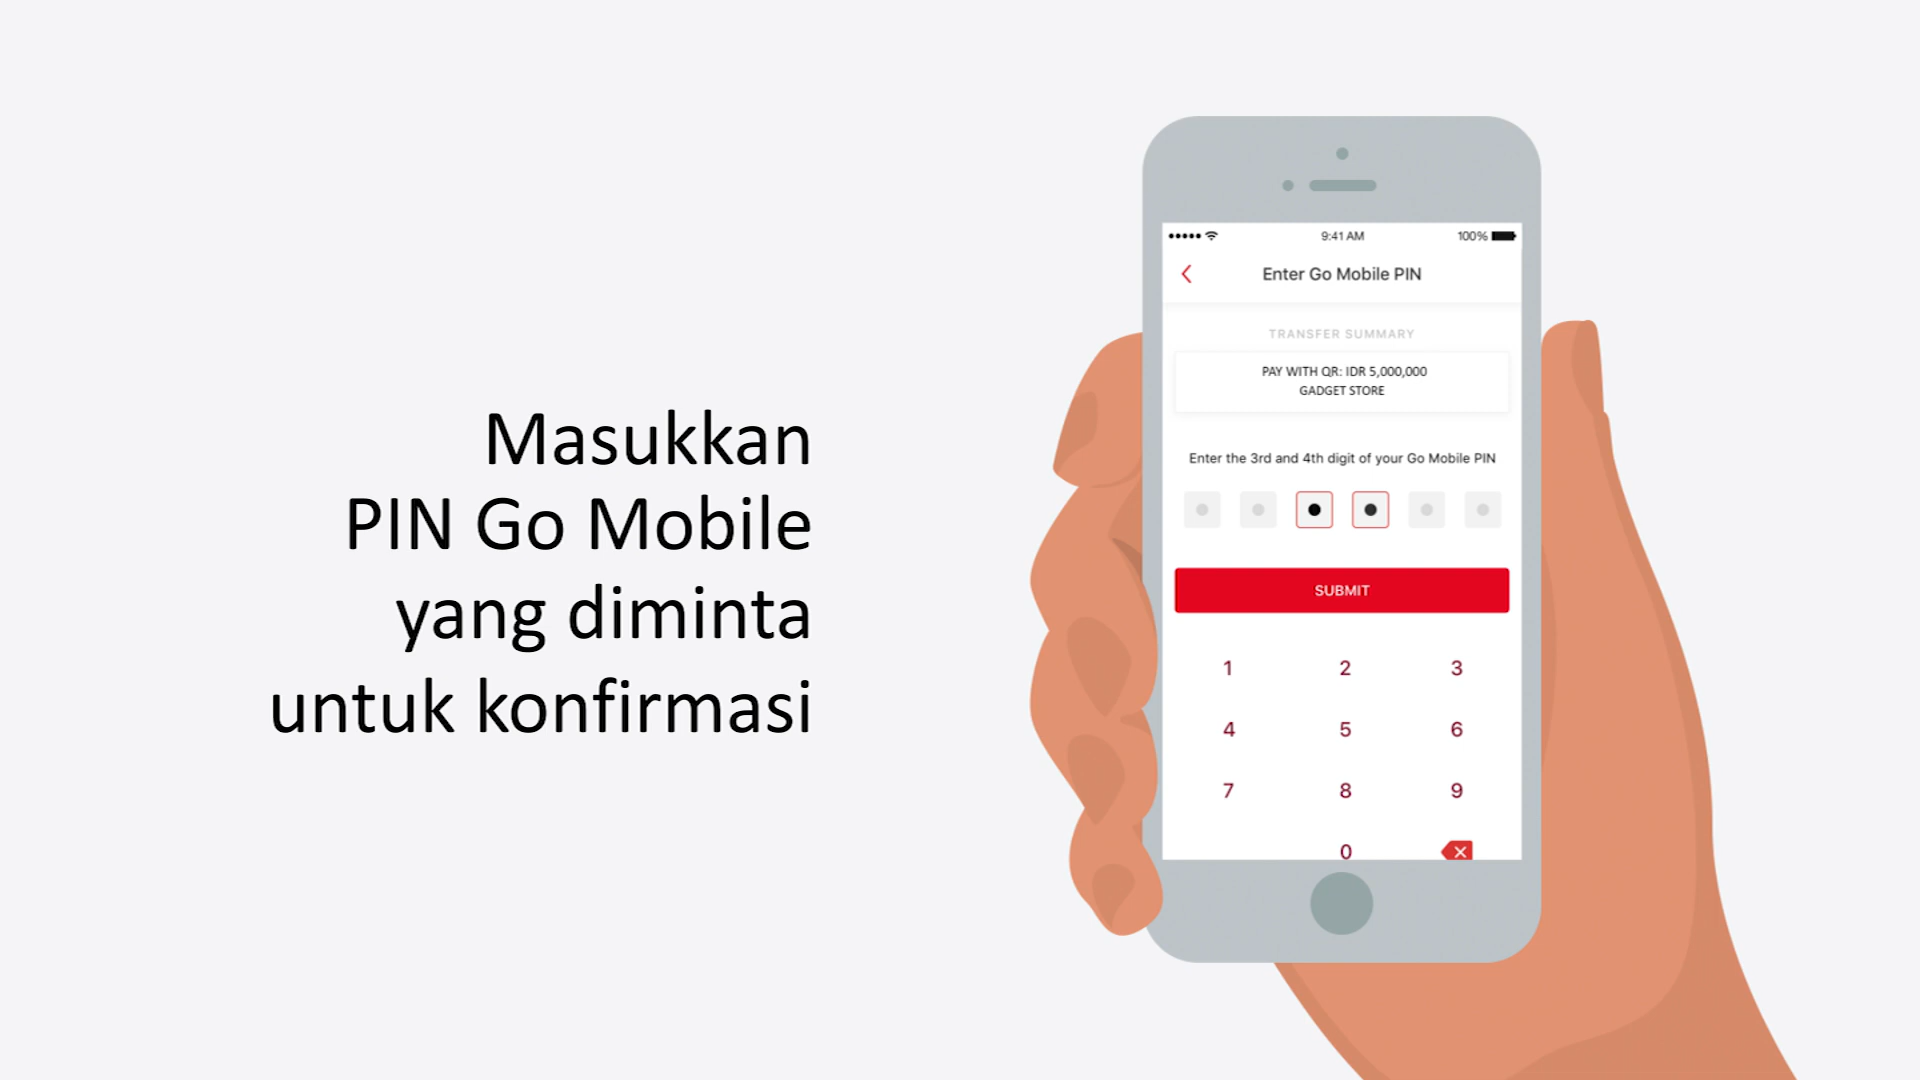 Masukkan
PIN Go Mobile
yang diminta
untuk konfirmasi
9:41 AM
100%
Enter Go Mobile PIN
TRANSFER SUMMARY
PAY WITH QR: IDR 5,000,000
GADGET STORE
Enter the 3rd and 4th digit of your Go Mobile PIN
SUBMIT
1 2 3
4 5 6
7 8 9
0